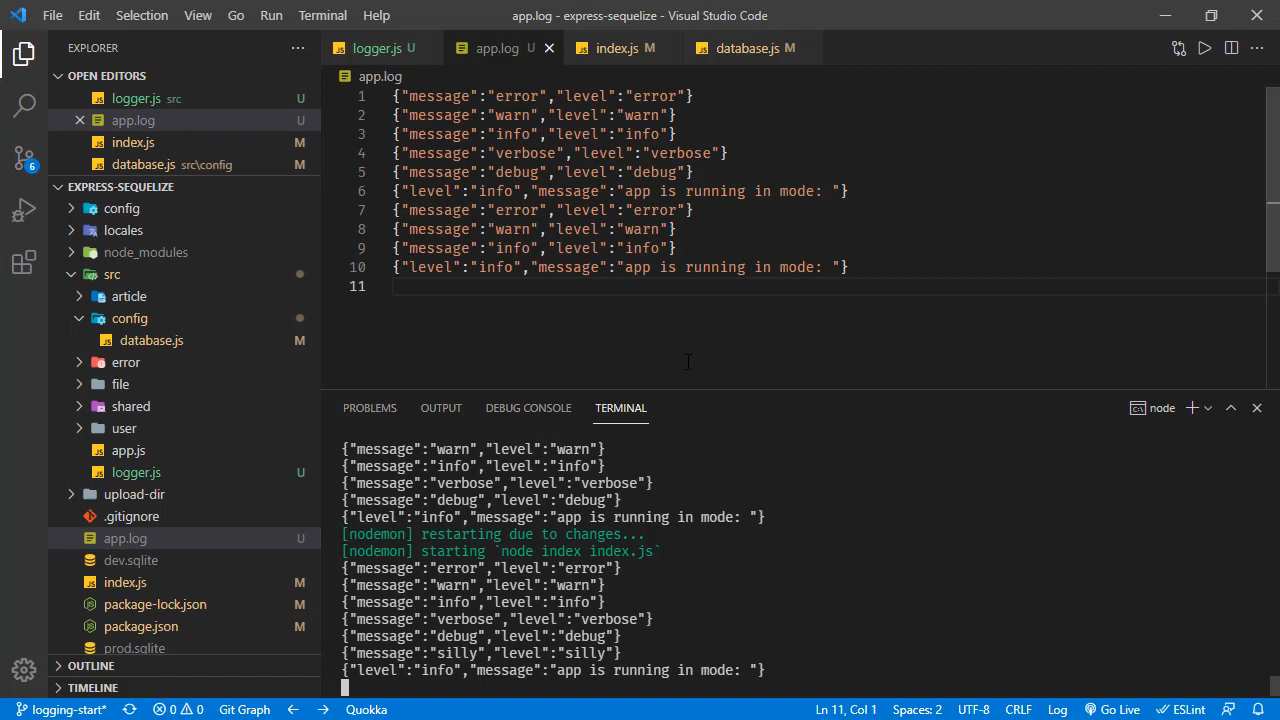 File Edit Selection View Go Run Terminal Help app.log - express-sequelize - Visual Studio Code
EXPLORER
OPEN EDITORS
JS logger.js src U
app.log U
JS index.js M
JS database.js src\config M
EXPRESS-SEQUELIZE
config
locales
node_modules
src
article
config
JS database.js M
error
file
shared
user
JS app.js
JS logger.js U
upload-dir
.gitignore
app.log U
dev.sqlite
JS index.js M
package-lock.json M
package.json M
prod.sqlite
OUTLINE
TIMELINE
6
JS logger.js U app.log U JS index.js M JS database.js M
app.log
1 {"message":"error","level":"error"}
2 {"message":"warn","level":"warn"}
3 {"message":"info","level":"info"}
4 {"message":"verbose","level":"verbose"}
5 {"message":"debug","level":"debug"}
6 {"level":"info","message":"app is running in mode: "}
7 {"message":"error","level":"error"}
8 {"message":"warn","level":"warn"}
9 {"message":"info","level":"info"}
10 {"level":"info","message":"app is running in mode: "}
11
PROBLEMS OUTPUT DEBUG CONSOLE TERMINAL node
{"message":"warn","level":"warn"}
{"message":"info","level":"info"}
{"message":"verbose","level":"verbose"}
{"message":"debug","level":"debug"}
{"level":"info","message":"app is running in mode: "}
[nodemon] restarting due to changes...
[nodemon] starting `node index index.js`
{"message":"error","level":"error"}
{"message":"warn","level":"warn"}
{"message":"info","level":"info"}
{"message":"verbose","level":"verbose"}
{"message":"debug","level":"debug"}
{"message":"silly","level":"silly"}
{"level":"info","message":"app is running in mode: "}
logging-start* 0 0 Git Graph Quokka Ln 11, Col 1 Spaces: 2 UTF-8 CRLF Log Go Live ESLint